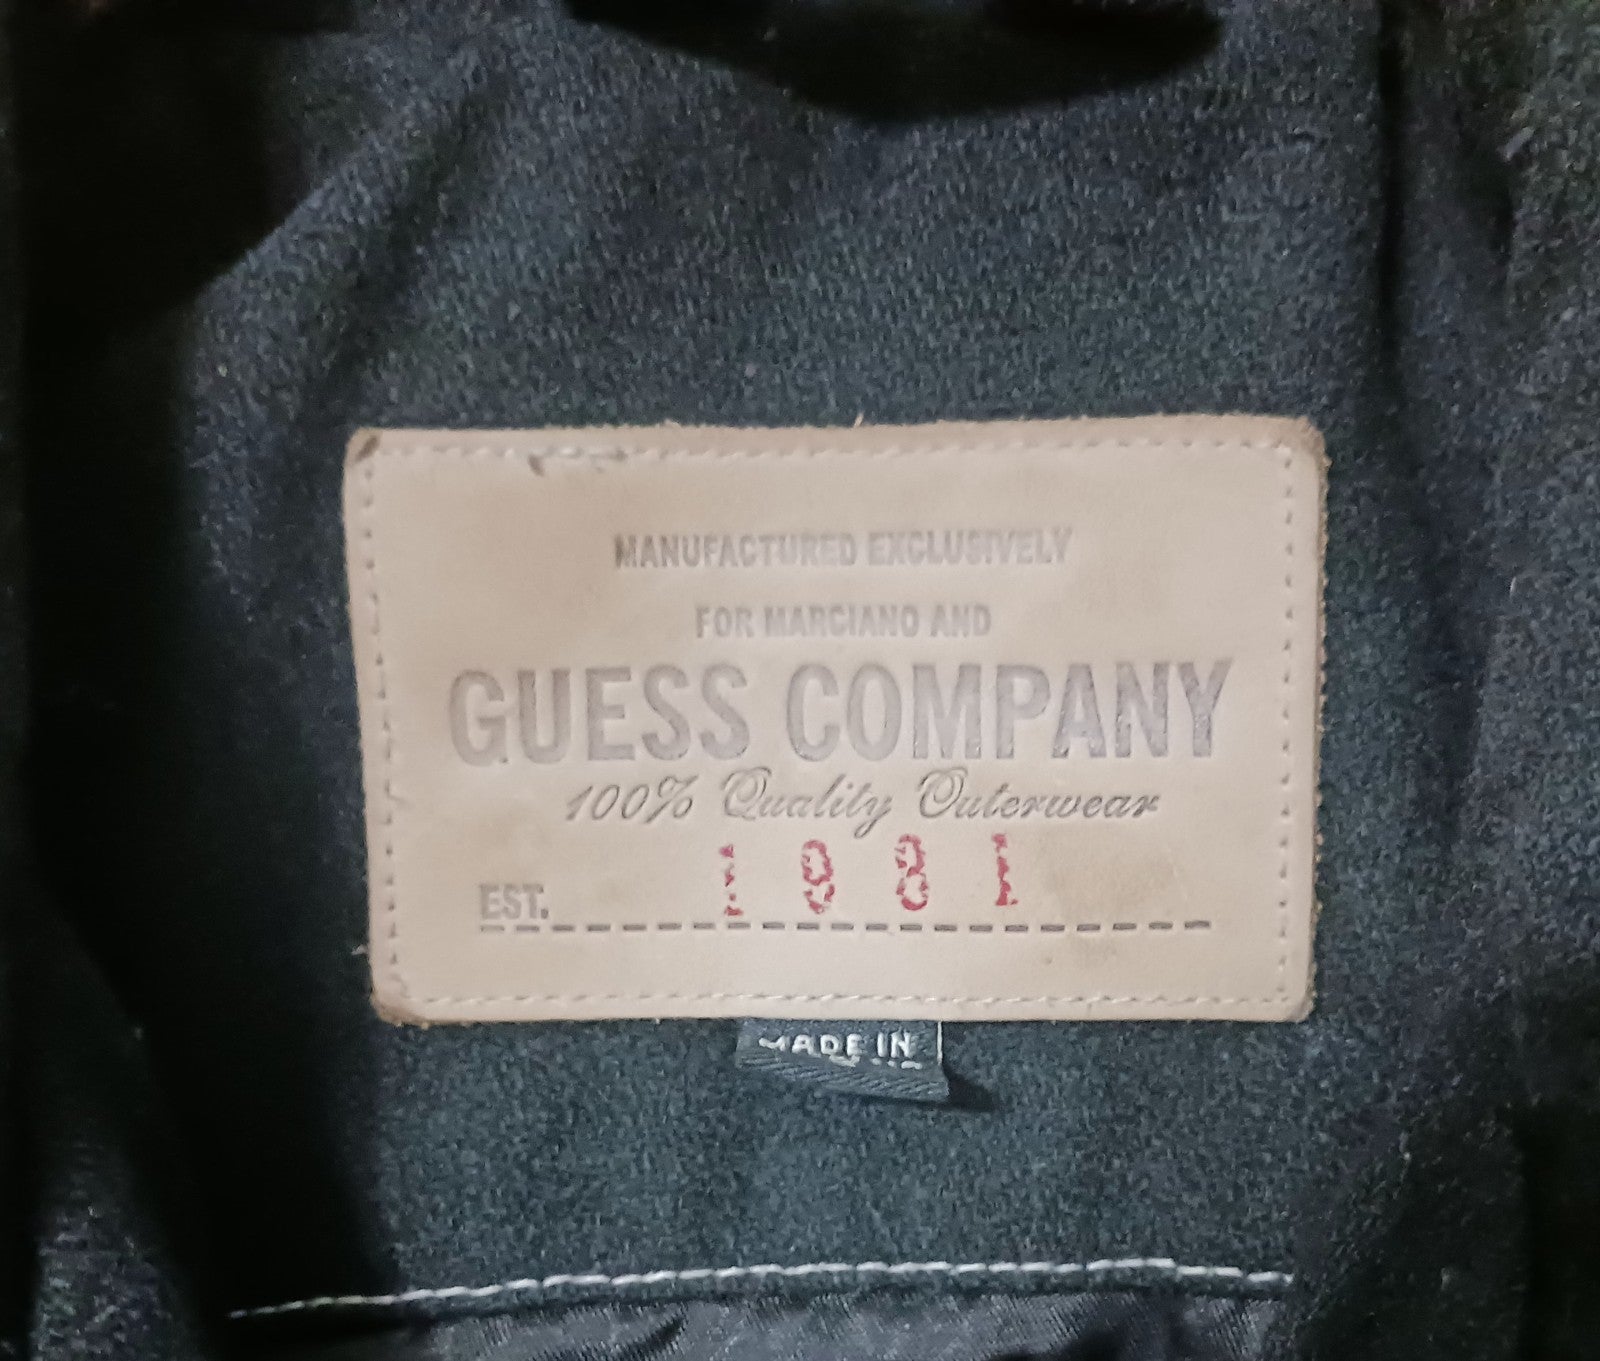 MANUFACTURED EXCLUSIVELY
FOR MARCIANO AND
GUESS COMPANY
100% Quality Outerwear
EST. 1981
MADE IN